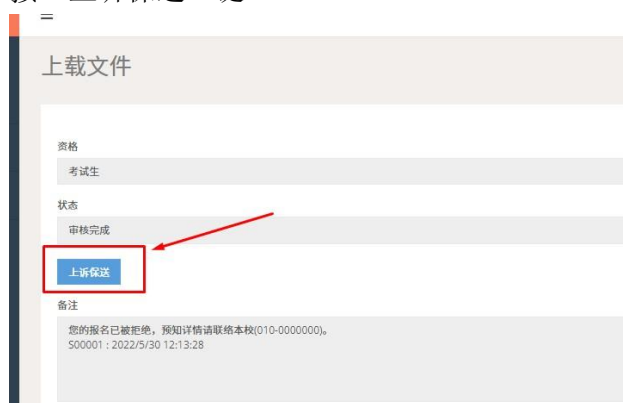 上载文件
资格
考试生
状态
审核完成
上诉保送
备注
您的报名已被拒绝，预知详情请联络本校(010-0000000)。
S00001 : 2022/5/30 12:13:28